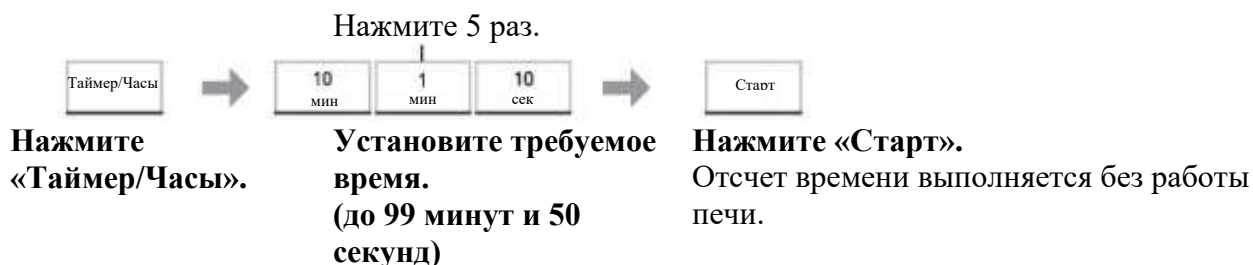 Нажмите 5 раз.
Таймер/Часы
10 мин
1 мин
10 сек
Старт
Нажмите
«Таймер/Часы».
Установите требуемое
время.
(до 99 минут и 50
секунд)
Нажмите «Старт».
Отсчет времени выполняется без работы
печи.